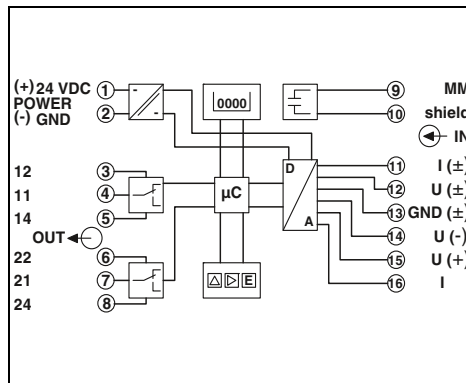 (+) 24 VDC
POWER
(-) GND
1
2
0000
9
10
MM
shield
IN
12
11
14
3
4
5
OUT
22
21
24
6
7
8
µC
D
A
E
11
12
13
14
15
16
I (±)
U (±)
GND (±)
U (-)
U (+)
I